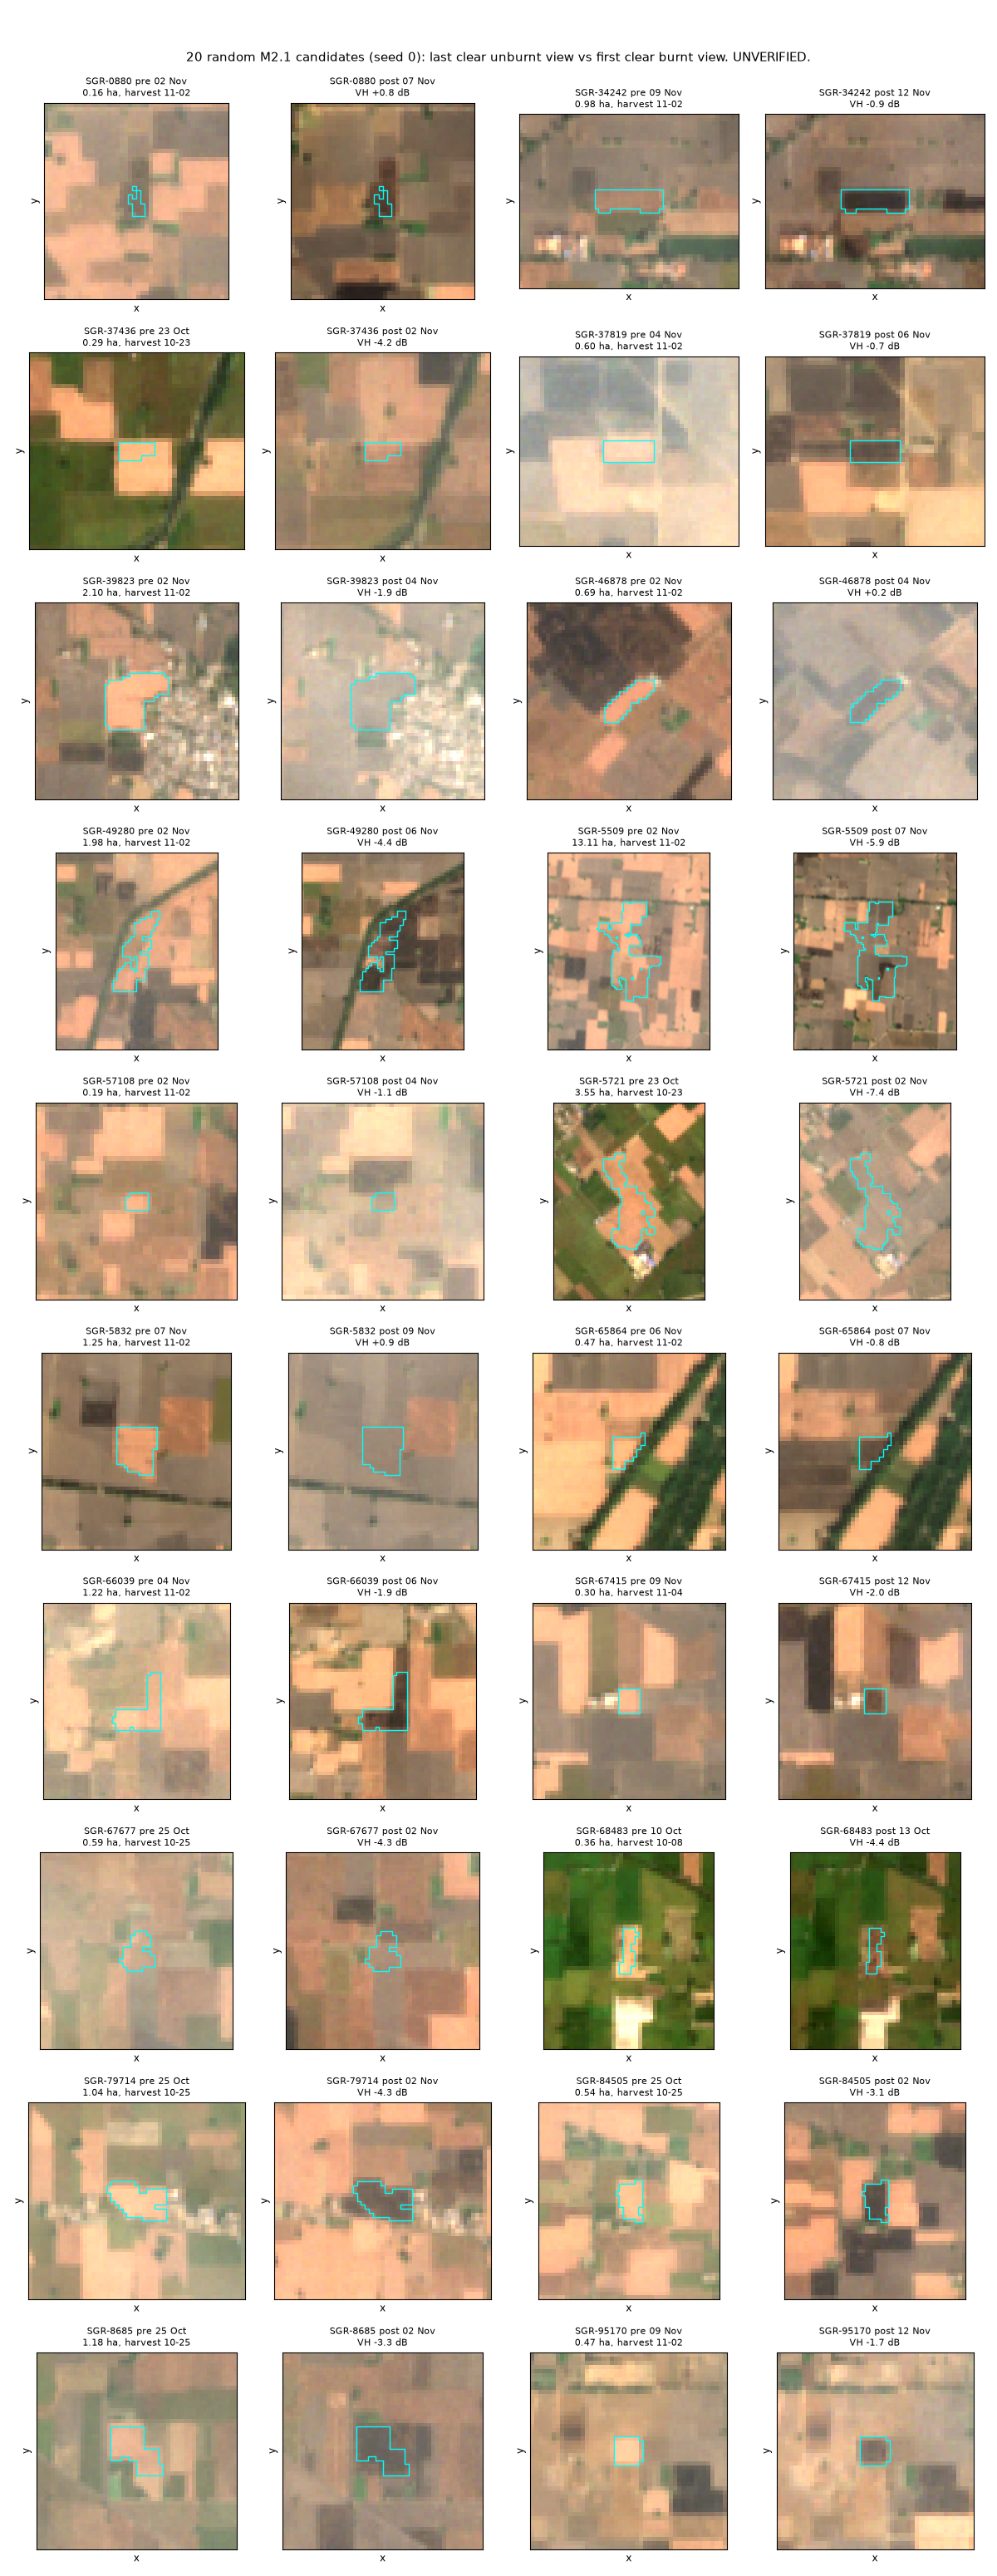 20 random M2.1 candidates (seed 0): last clear unburnt view vs first clear burnt view. UNVERIFIED.
SGR-0880 pre 02 Nov
0.16 ha, harvest 11-02
y
x
SGR-0880 post 07 Nov
VH +0.8 dB
y
x
SGR-34242 pre 09 Nov
0.98 ha, harvest 11-02
y
x
SGR-34242 post 12 Nov
VH -0.9 dB
y
x
SGR-37436 pre 23 Oct
0.29 ha, harvest 10-23
y
x
SGR-37436 post 02 Nov
VH -4.2 dB
y
x
SGR-37819 pre 04 Nov
0.60 ha, harvest 11-02
y
x
SGR-37819 post 06 Nov
VH -0.7 dB
y
x
SGR-39823 pre 02 Nov
2.10 ha, harvest 11-02
y
x
SGR-39823 post 04 Nov
VH -1.9 dB
y
x
SGR-46878 pre 02 Nov
0.69 ha, harvest 11-02
y
x
SGR-46878 post 04 Nov
VH +0.2 dB
y
x
SGR-49280 pre 02 Nov
1.98 ha, harvest 11-02
y
x
SGR-49280 post 06 Nov
VH -4.4 dB
y
x
SGR-5509 pre 02 Nov
13.11 ha, harvest 11-02
y
x
SGR-5509 post 07 Nov
VH -5.9 dB
y
x
SGR-57108 pre 02 Nov
0.19 ha, harvest 11-02
y
x
SGR-57108 post 04 Nov
VH -1.1 dB
y
x
SGR-5721 pre 23 Oct
3.55 ha, harvest 10-23
y
x
SGR-5721 post 02 Nov
VH -7.4 dB
y
x
SGR-5832 pre 07 Nov
1.25 ha, harvest 11-02
y
x
SGR-5832 post 09 Nov
VH +0.9 dB
y
x
SGR-65864 pre 06 Nov
0.47 ha, harvest 11-02
y
x
SGR-65864 post 07 Nov
VH -0.8 dB
y
x
SGR-66039 pre 04 Nov
1.22 ha, harvest 11-02
y
x
SGR-66039 post 06 Nov
VH -1.9 dB
y
x
SGR-67415 pre 09 Nov
0.30 ha, harvest 11-04
y
x
SGR-67415 post 12 Nov
VH -2.0 dB
y
x
SGR-67677 pre 25 Oct
0.59 ha, harvest 10-25
y
x
SGR-67677 post 02 Nov
VH -4.3 dB
y
x
SGR-68483 pre 10 Oct
0.36 ha, harvest 10-08
y
x
SGR-68483 post 13 Oct
VH -4.4 dB
y
x
SGR-79714 pre 25 Oct
1.04 ha, harvest 10-25
y
x
SGR-79714 post 02 Nov
VH -4.3 dB
y
x
SGR-84505 pre 25 Oct
0.54 ha, harvest 10-25
y
x
SGR-84505 post 02 Nov
VH -3.1 dB
y
x
SGR-8685 pre 25 Oct
1.18 ha, harvest 10-25
y
x
SGR-8685 post 02 Nov
VH -3.3 dB
y
x
SGR-95170 pre 09 Nov
0.47 ha, harvest 11-02
y
x
SGR-95170 post 12 Nov
VH -1.7 dB
y
x